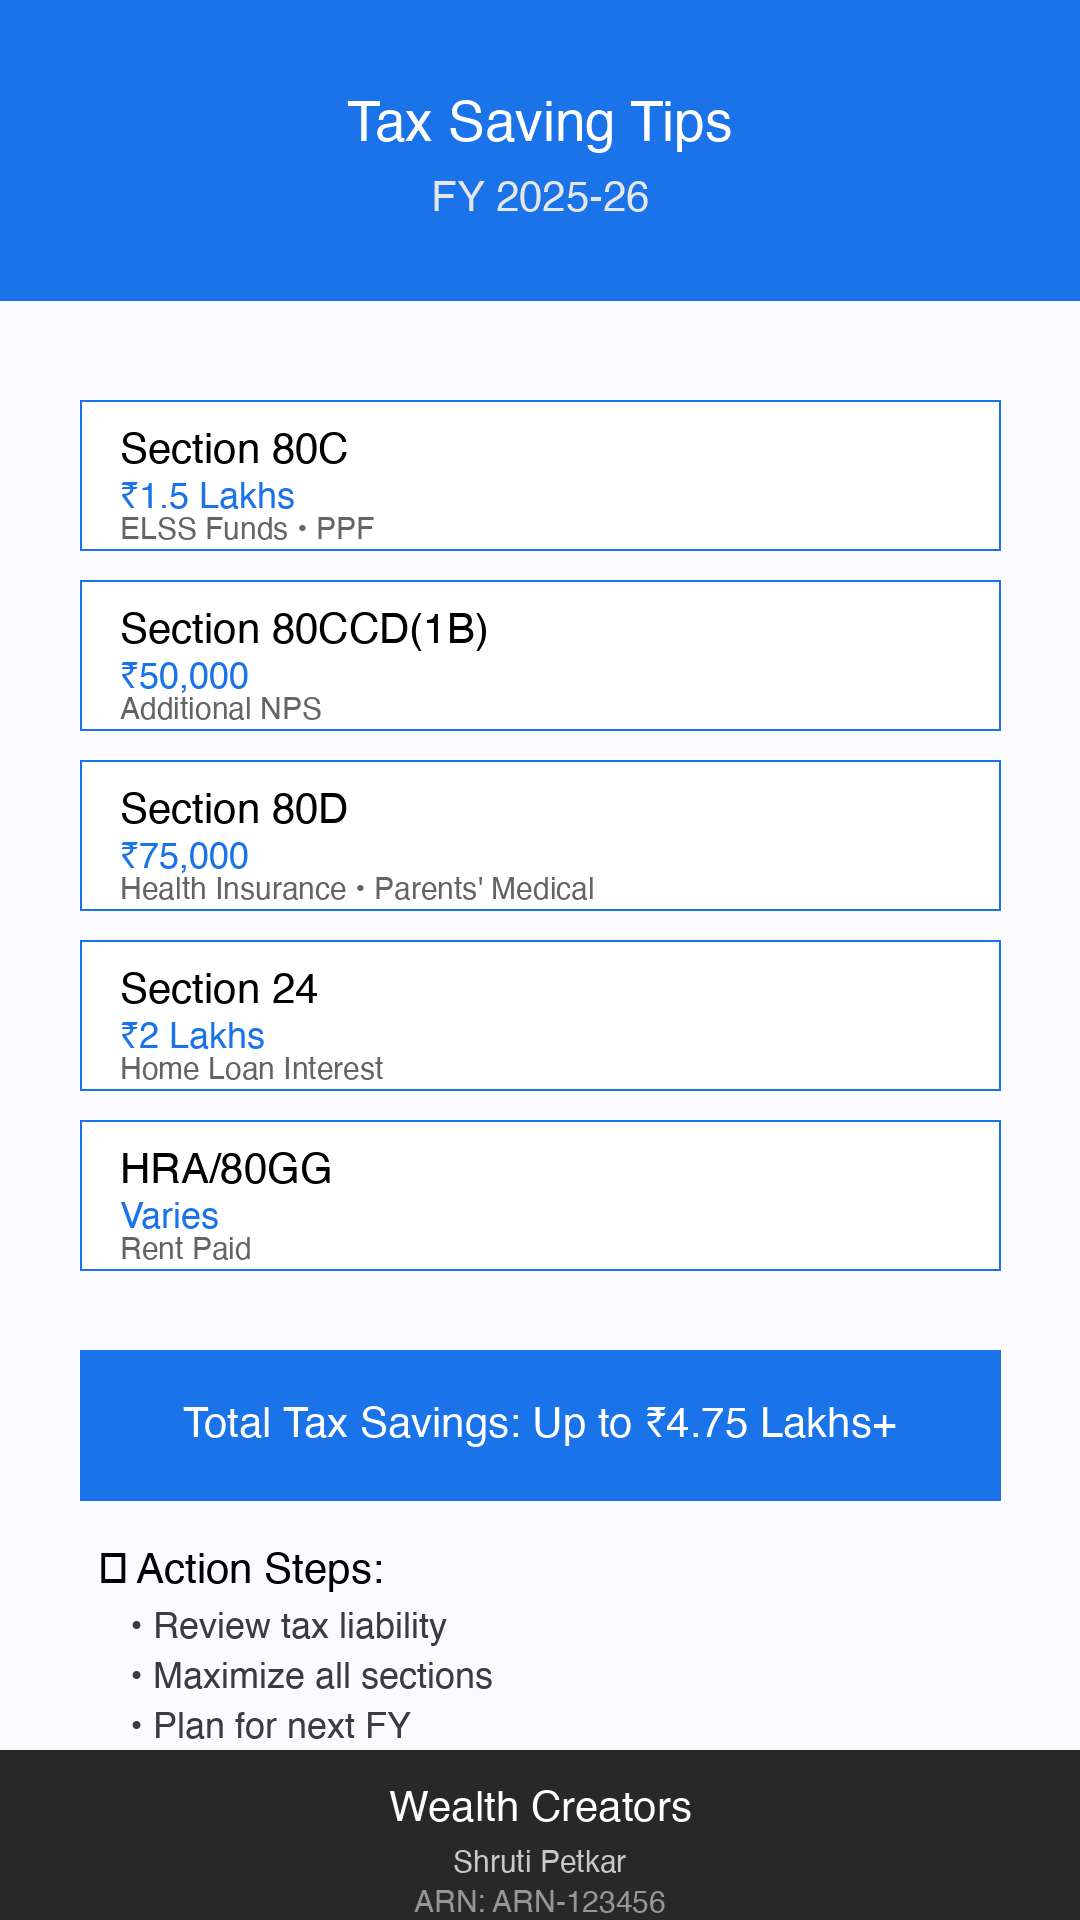 Tax Saving Tips
FY 2025-26
Section 80C
₹1.5 Lakhs
ELSS Funds • PPF
Section 80CCD(1B)
₹50,000
Additional NPS
Section 80D
₹75,000
Health Insurance • Parents' Medical
Section 24
₹2 Lakhs
Home Loan Interest
HRA/80GG
Varies
Rent Paid
Total Tax Savings: Up to ₹4.75 Lakhs+
Action Steps:
• Review tax liability
• Maximize all sections
• Plan for next FY
Wealth Creators
Shruti Petkar
ARN: ARN-123456